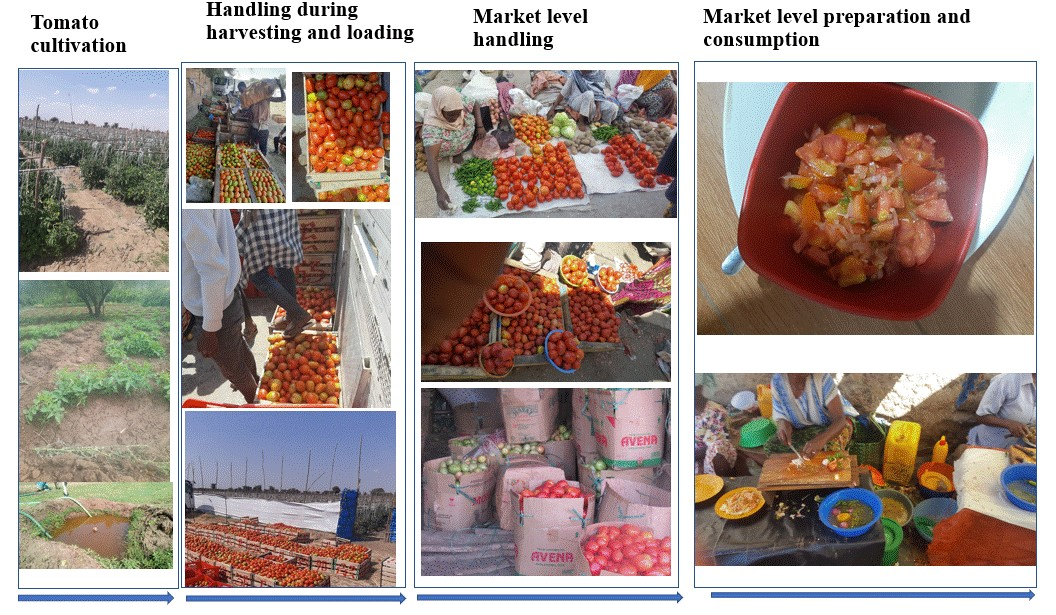 Tomato
cultivation
Handling during
harvesting and loading
Market level
handling
Market level preparation and
consumption
AVENA
AVENA